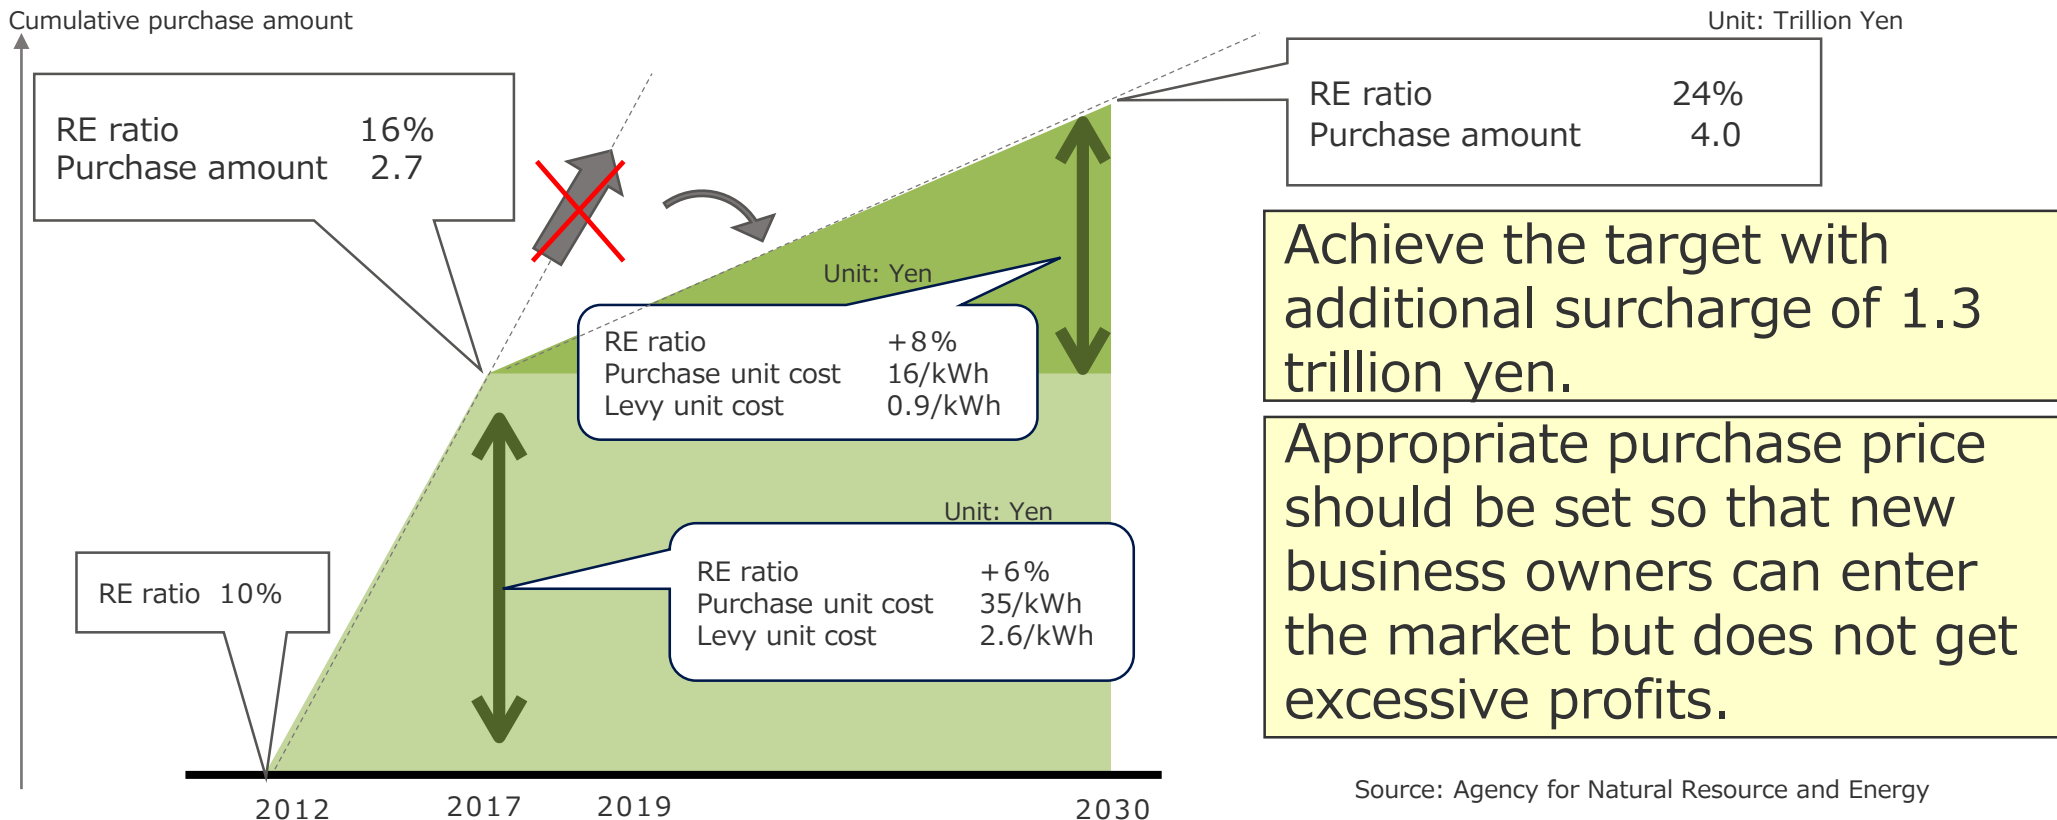 Cumulative purchase amount
Unit: Trillion Yen
RE ratio 16%
Purchase amount 2.7
RE ratio 24%
Purchase amount 4.0
Achieve the target with
additional surcharge of 1.3
trillion yen.
Unit: Yen
RE ratio +8%
Purchase unit cost 16/kWh
Levy unit cost 0.9/kWh
Appropriate purchase price
should be set so that new
business owners can enter
the market but does not get
excessive profits.
Unit: Yen
RE ratio +6%
Purchase unit cost 35/kWh
Levy unit cost 2.6/kWh
RE ratio 10%
2012 2017 2019 2030
Source: Agency for Natural Resource and Energy